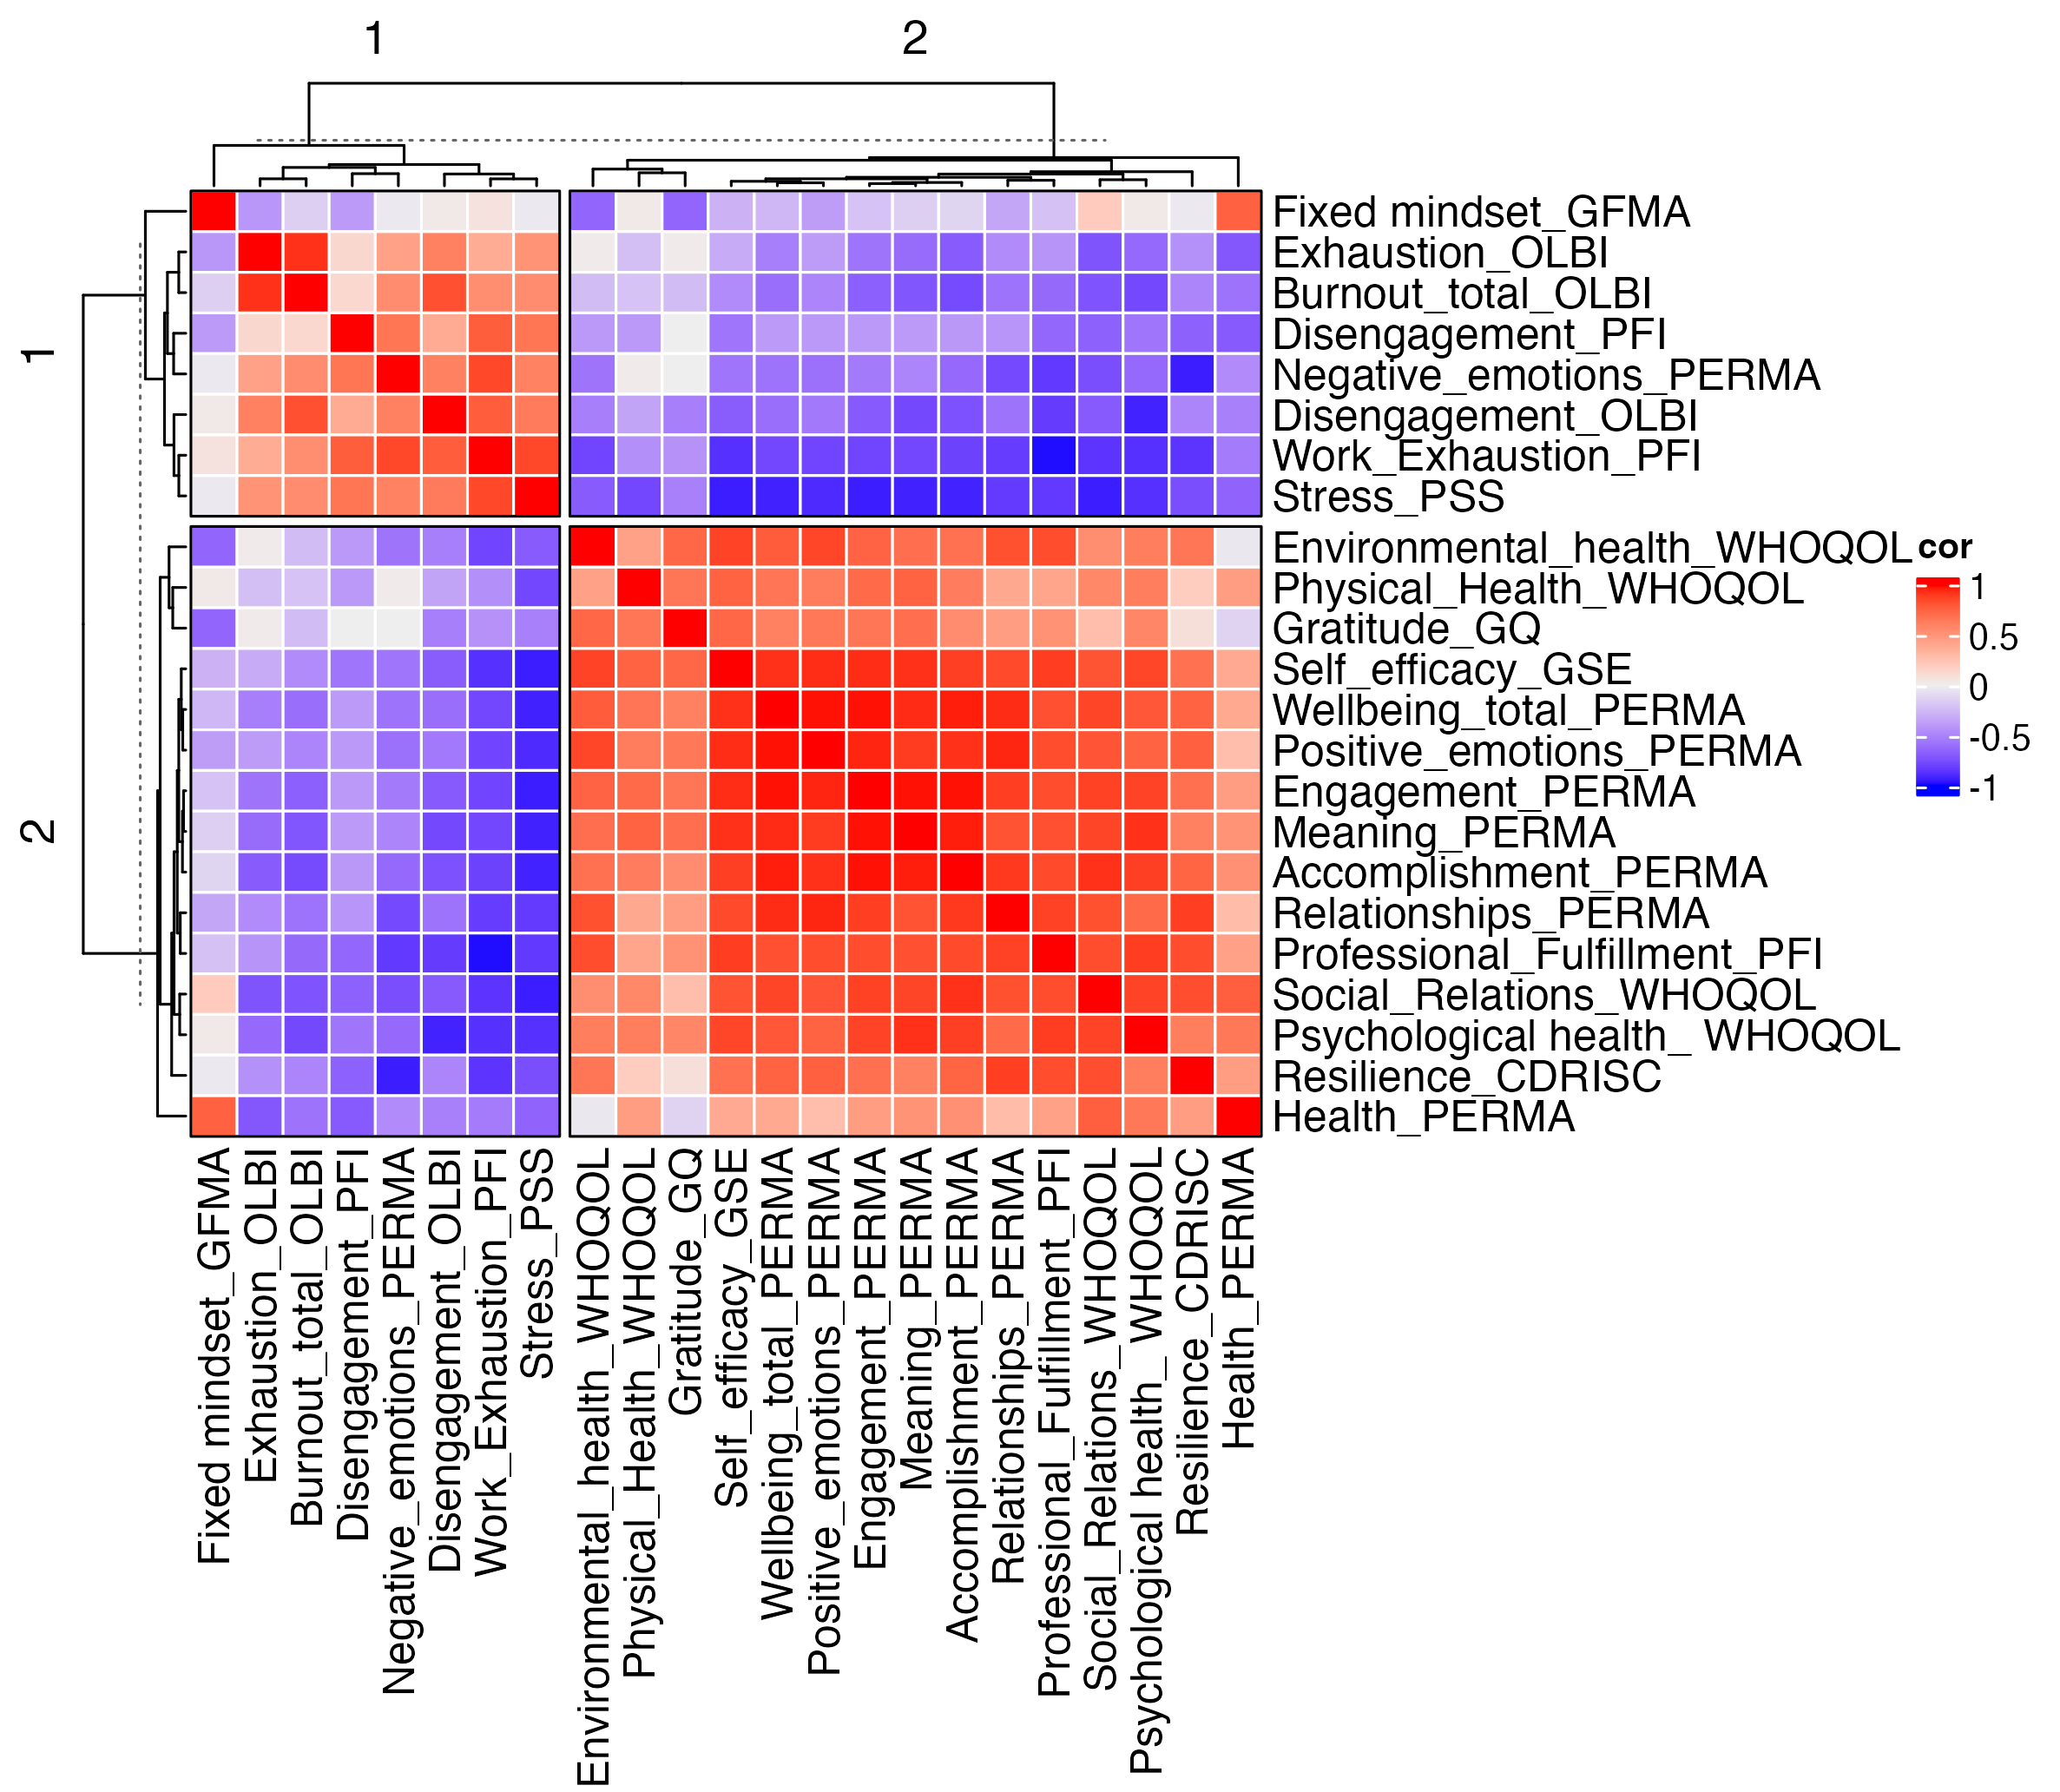 1
2
1
2
Fixed mindset_GFMA
Exhaustion_OLBI
Burnout_total_OLBI
Disengagement_PFI
Negative_emotions_PERMA
Disengagement_OLBI
Work_Exhaustion_PFI
Stress_PSS
Environmental_health_WHOQOL
Physical_Health_WHOQOL
Gratitude_GQ
Self_efficacy_GSE
Wellbeing_total_PERMA
Positive_emotions_PERMA
Engagement_PERMA
Meaning_PERMA
Accomplishment_PERMA
Relationships_PERMA
Professional_Fulfillment_PFI
Social_Relations_WHOQOL
Psychological health_ WHOQOL
Resilience_CDRISC
Health_PERMA
cor
1
0.5
0
-0.5
-1
Fixed mindset_GFMA
Exhaustion_OLBI
Burnout_total_OLBI
Disengagement_PFI
Negative_emotions_PERMA
Disengagement_OLBI
Work_Exhaustion_PFI
Stress_PSS
Environmental_health_WHOQOL
Physical_Health_WHOQOL
Gratitude_GQ
Self_efficacy_GSE
Wellbeing_total_PERMA
Positive_emotions_PERMA
Engagement_PERMA
Meaning_PERMA
Accomplishment_PERMA
Relationships_PERMA
Professional_Fulfillment_PFI
Social_Relations_WHOQOL
Psychological health_ WHOQOL
Resilience_CDRISC
Health_PERMA